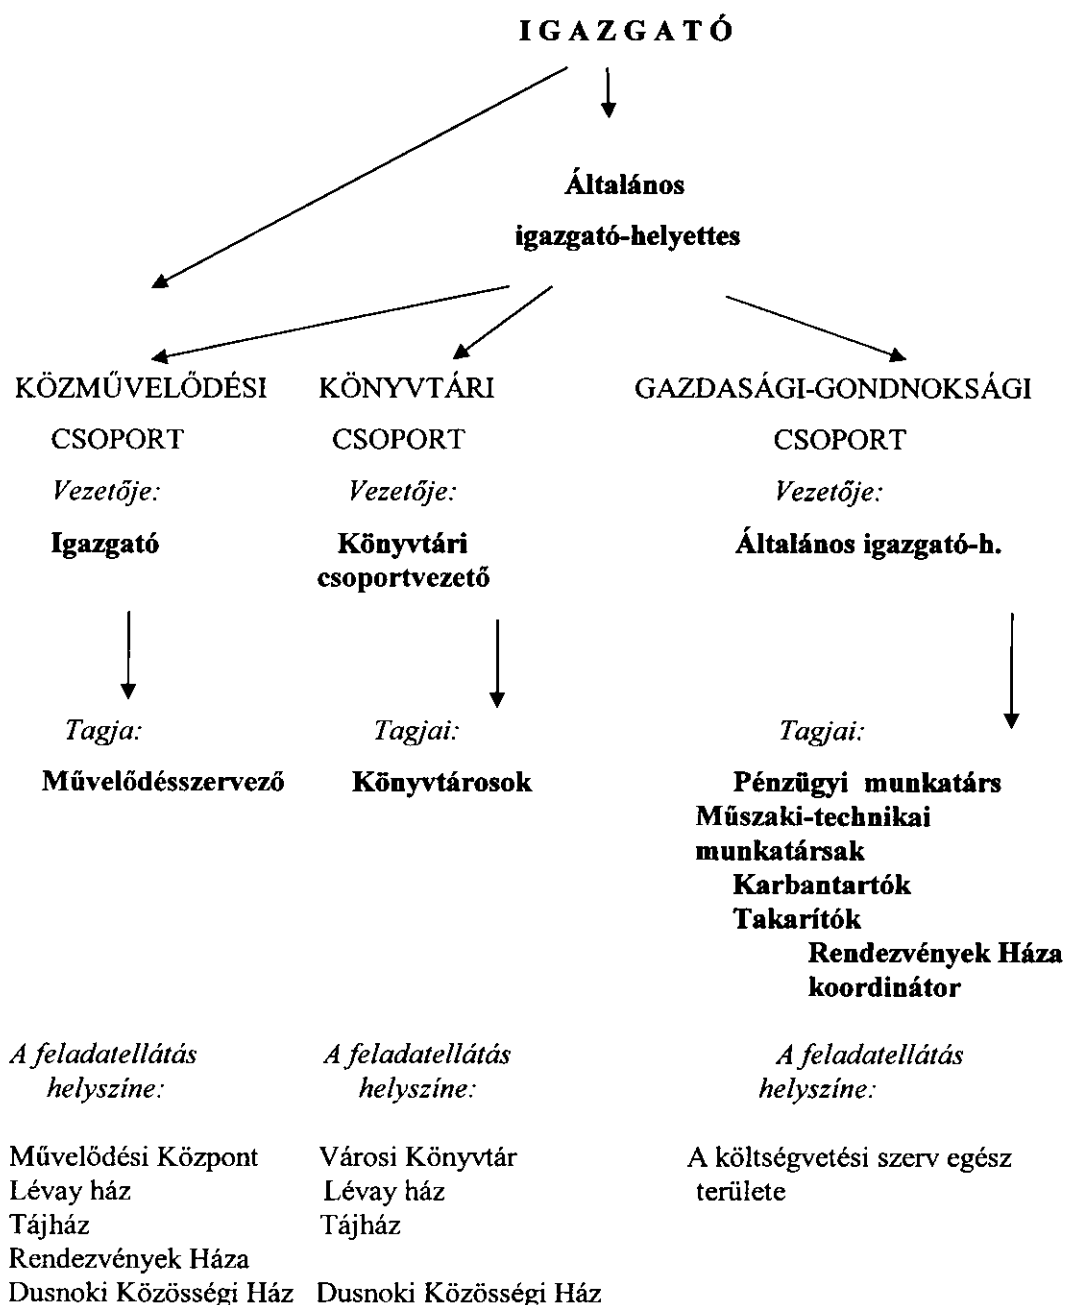 IGAZGATÓ
Általános
igazgató-helyettes
KÖZMŰVELŐDÉSI
CSOPORT
Vezetője:
Igazgató
Tagja:
Művelődésszervező
A feladatellátás
helyszíne:
Művelődési Központ
Lévay ház
Tájház
Rendezvények Háza
Dusnoki Közösségi Ház
KÖNYVTÁRI
CSOPORT
Vezetője:
Könyvtári
csoportvezető
Tagjai:
Könyvtárosok
A feladatellátás
helyszíne:
Városi Könyvtár
Lévay ház
Tájház
Dusnoki Közösségi Ház
GAZDASÁGI-GONDNOKSÁGI
CSOPORT
Vezetője:
Általános igazgató-h.
Tagjai:
Pénzügyi munkatárs
Műszaki-technikai
munkatársak
Karbantartók
Takarítók
Rendezvények Háza
koordinátor
A feladatellátás
helyszíne:
A költségvetési szerv egész
területe